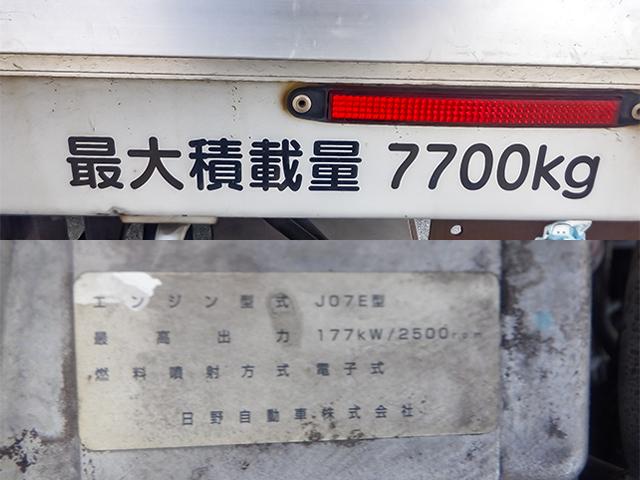 最大積載量 7700kg
エンジン型式 J07E型
最高出力 177kW/2500rpm
燃料噴射方式 電子式
日野自動車株式会社